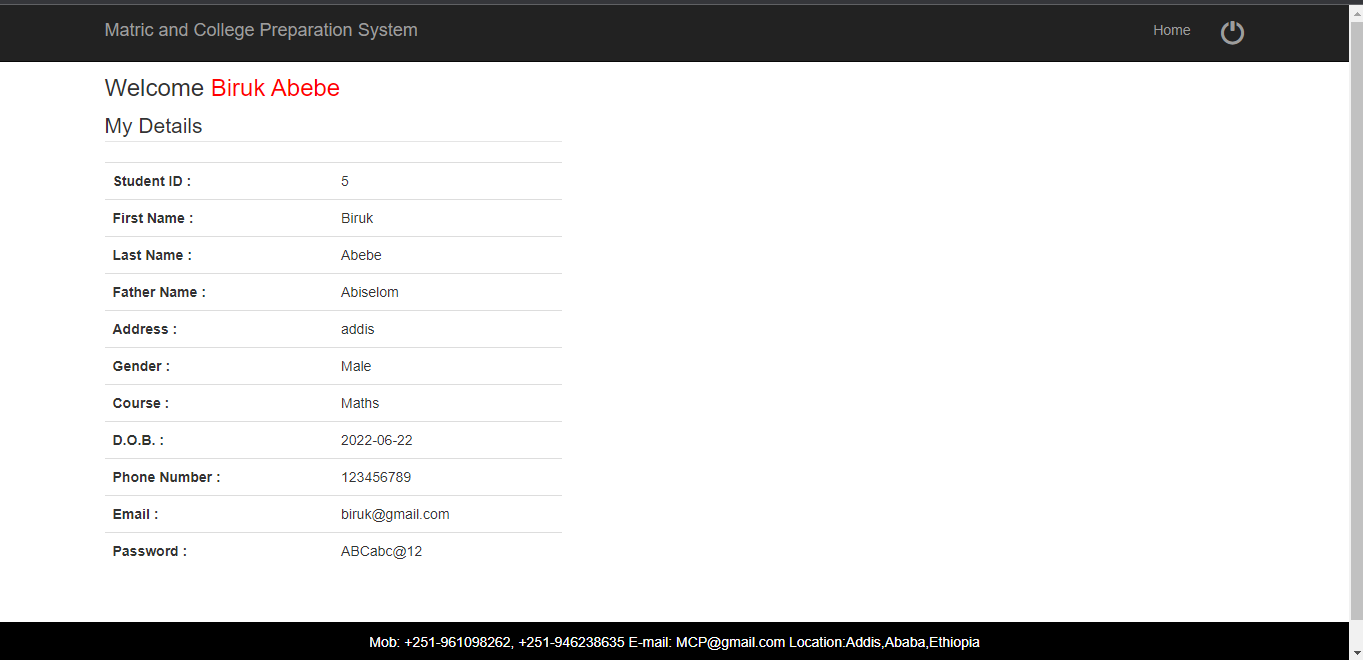 Matric and College Preparation System Home
Welcome Biruk Abebe
My Details
Student ID : 5
First Name : Biruk
Last Name : Abebe
Father Name : Abiselom
Address : addis
Gender : Male
Course : Maths
D.O.B. : 2022-06-22
Phone Number : 123456789
Email : biruk@gmail.com
Password : ABCabc@12
Mob: +251-961098262, +251-946238635 E-mail: MCP@gmail.com Location:Addis,Ababa,Ethiopia